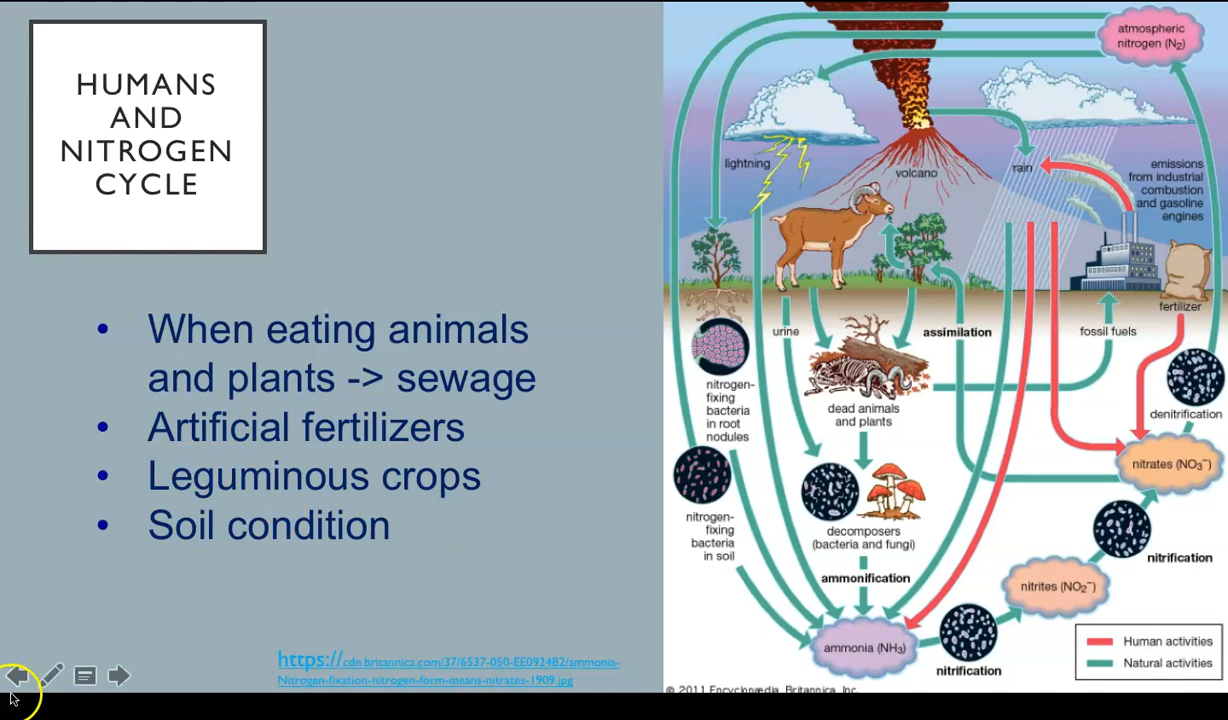 HUMANS
AND
NITROGEN
CYCLE
• When eating animals
and plants -> sewage
• Artificial fertilizers
• Leguminous crops
• Soil condition
https://cdn.britannica.com/37/6537-050-EE0924B2/ammonia-
Nitrogen-fixation-nitrogen-form-means-nitrates-1909.jpg
atmospheric
nitrogen (N₂)
lightning
volcano
rain
emissions
from industrial
combustion
and gasoline
engines
fertilizer
urine
assimilation
fossil fuels
nitrogen-
fixing
bacteria
in root
nodules
dead animals
and plants
denitrification
nitrates (NO₃⁻)
nitrogen-
fixing
bacteria
in soil
decomposers
(bacteria and fungi)
nitrification
ammonification
nitrites (NO₂⁻)
ammonia (NH₃)
nitrification
Human activities
Natural activities
© 2011 Encyclopædia Britannica, Inc.